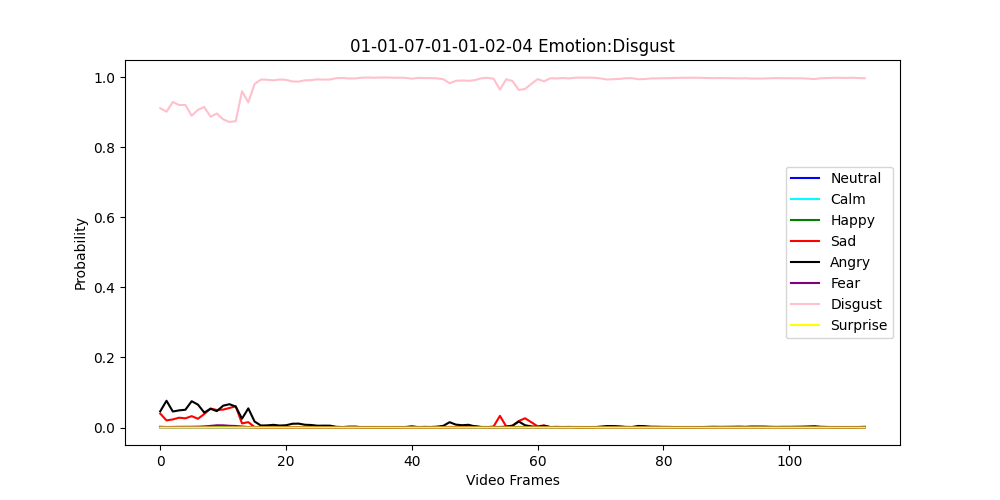 01-01-07-01-01-02-04 Emotion:Disgust
1.0
0.8
0.6
0.4
0.2
0.0
Probability
Neutral
Calm
Happy
Sad
Angry
Fear
Disgust
Surprise
0 20 40 60 80 100
Video Frames